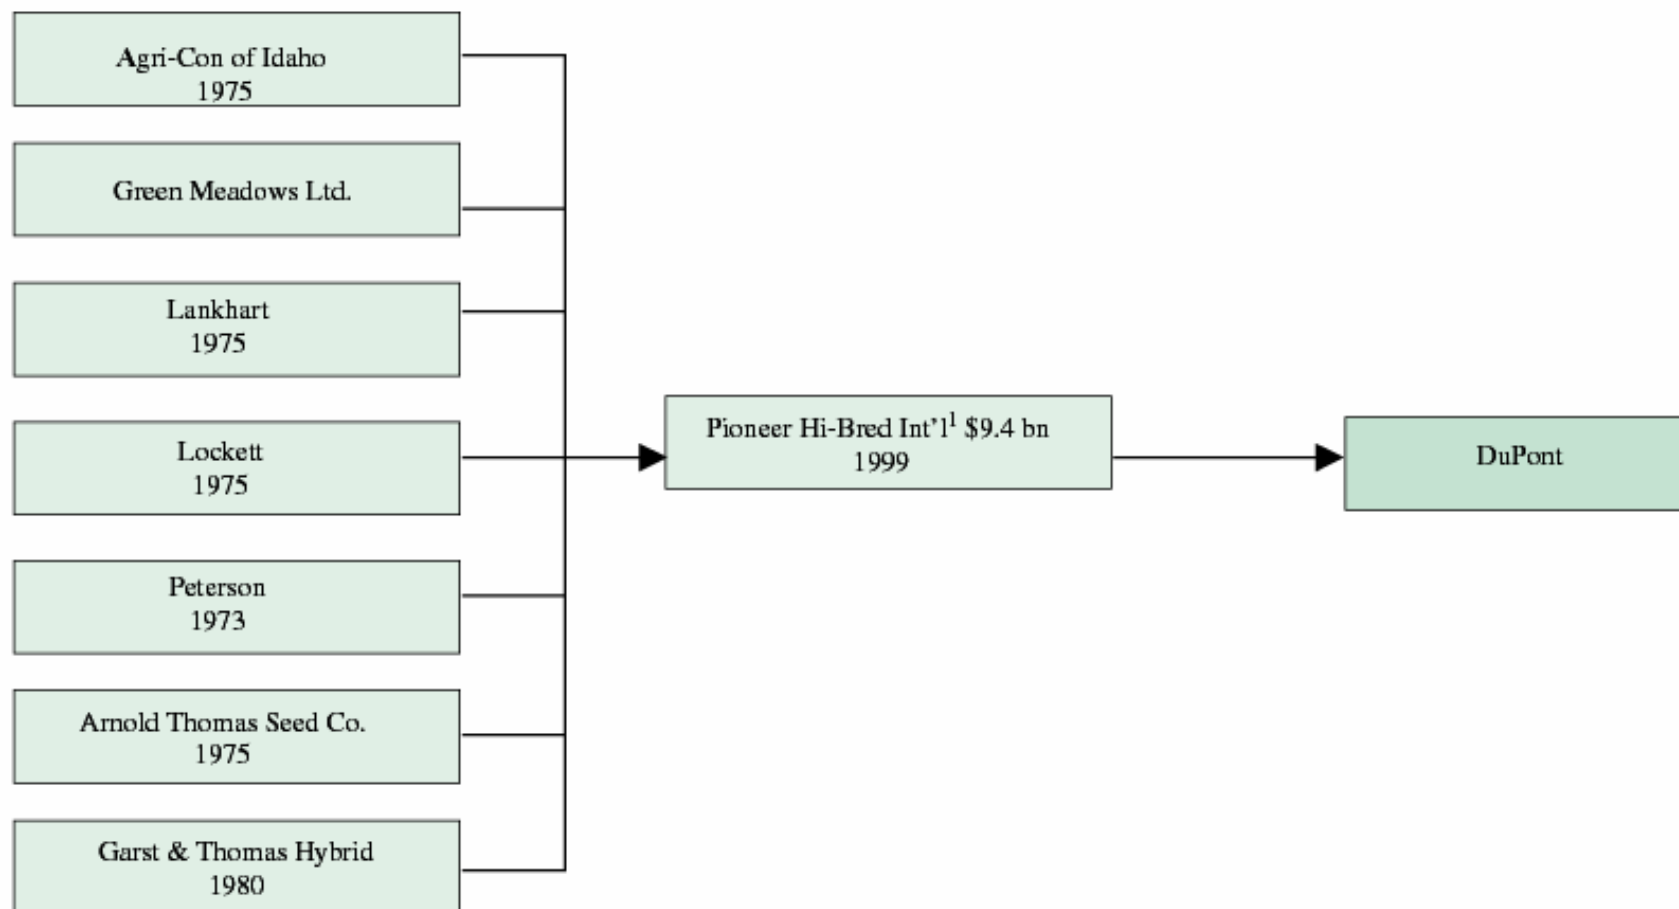 Agri-Con of Idaho
1975
Green Meadows Ltd.
Lankhart
1975
Lockett
1975
Peterson
1973
Arnold Thomas Seed Co.
1975
Garst & Thomas Hybrid
1980
Pioneer Hi-Bred Int'l¹ $9.4 bn
1999
DuPont